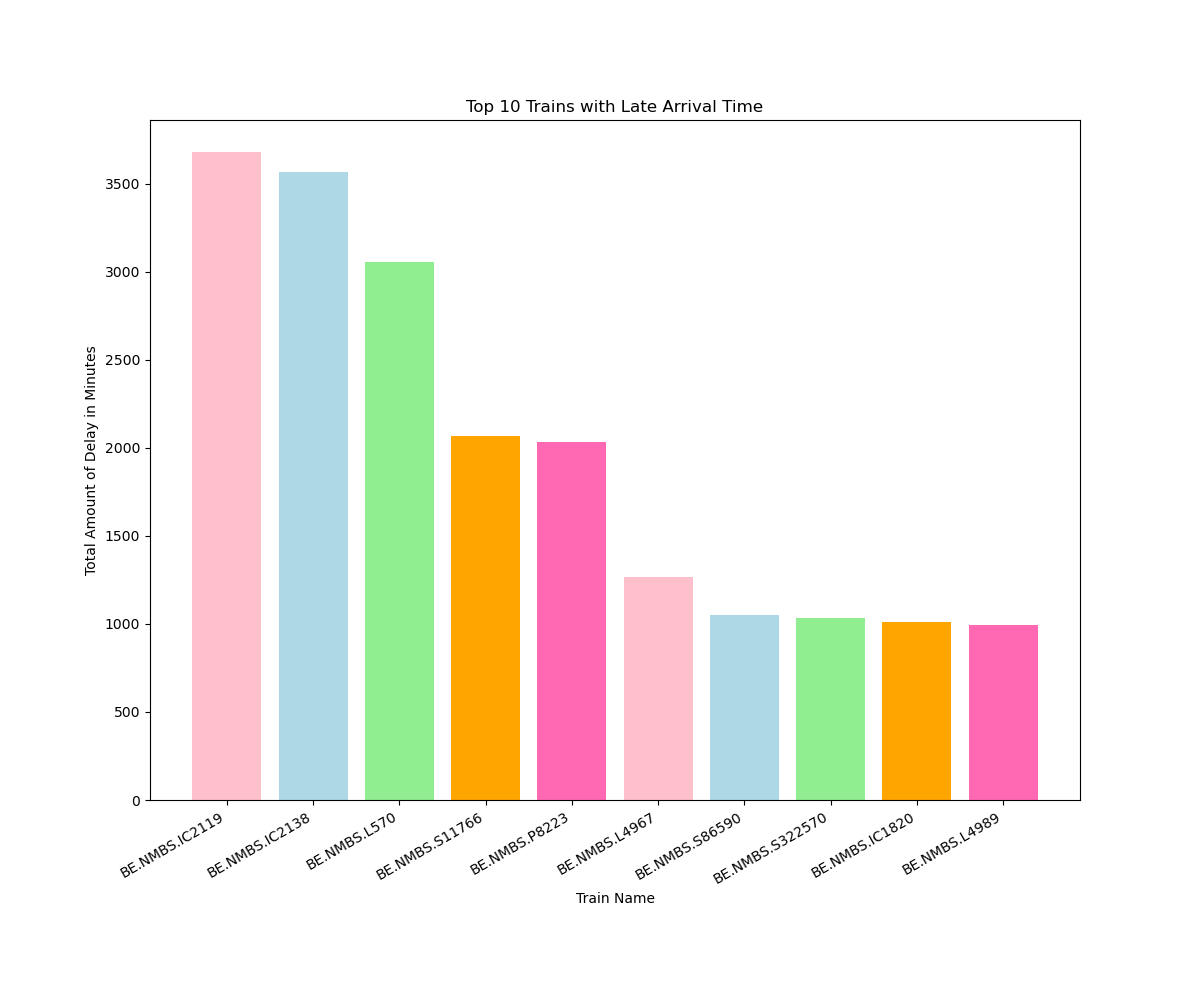 Top 10 Trains with Late Arrival Time
Total Amount of Delay in Minutes
3500
3000
2500
2000
1500
1000
500
0
BE.NMBS.IC2119
BE.NMBS.IC2138
BE.NMBS.L570
BE.NMBS.S11766
BE.NMBS.P8223
BE.NMBS.L4967
BE.NMBS.S86590
BE.NMBS.S322570
BE.NMBS.IC1820
BE.NMBS.L4989
Train Name